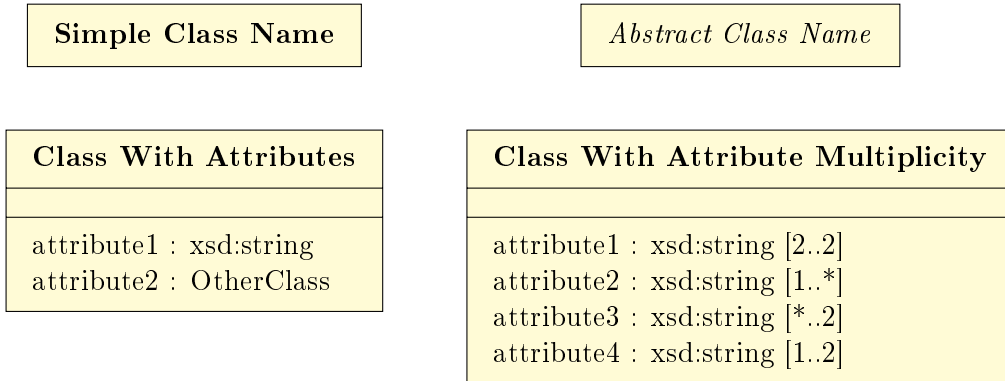 Simple Class Name
Abstract Class Name
Class With Attributes
attribute1 : xsd:string
attribute2 : OtherClass
Class With Attribute Multiplicity
attribute1 : xsd:string [2..2]
attribute2 : xsd:string [1..*]
attribute3 : xsd:string [*..2]
attribute4 : xsd:string [1..2]